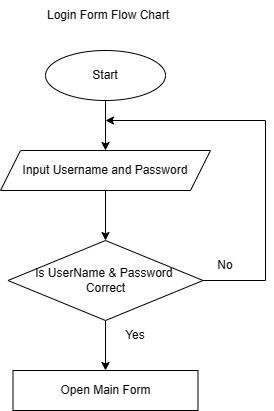 Login Form Flow Chart
Start
Input Username and Password
Is UserName & Password
Correct
No
Yes
Open Main Form